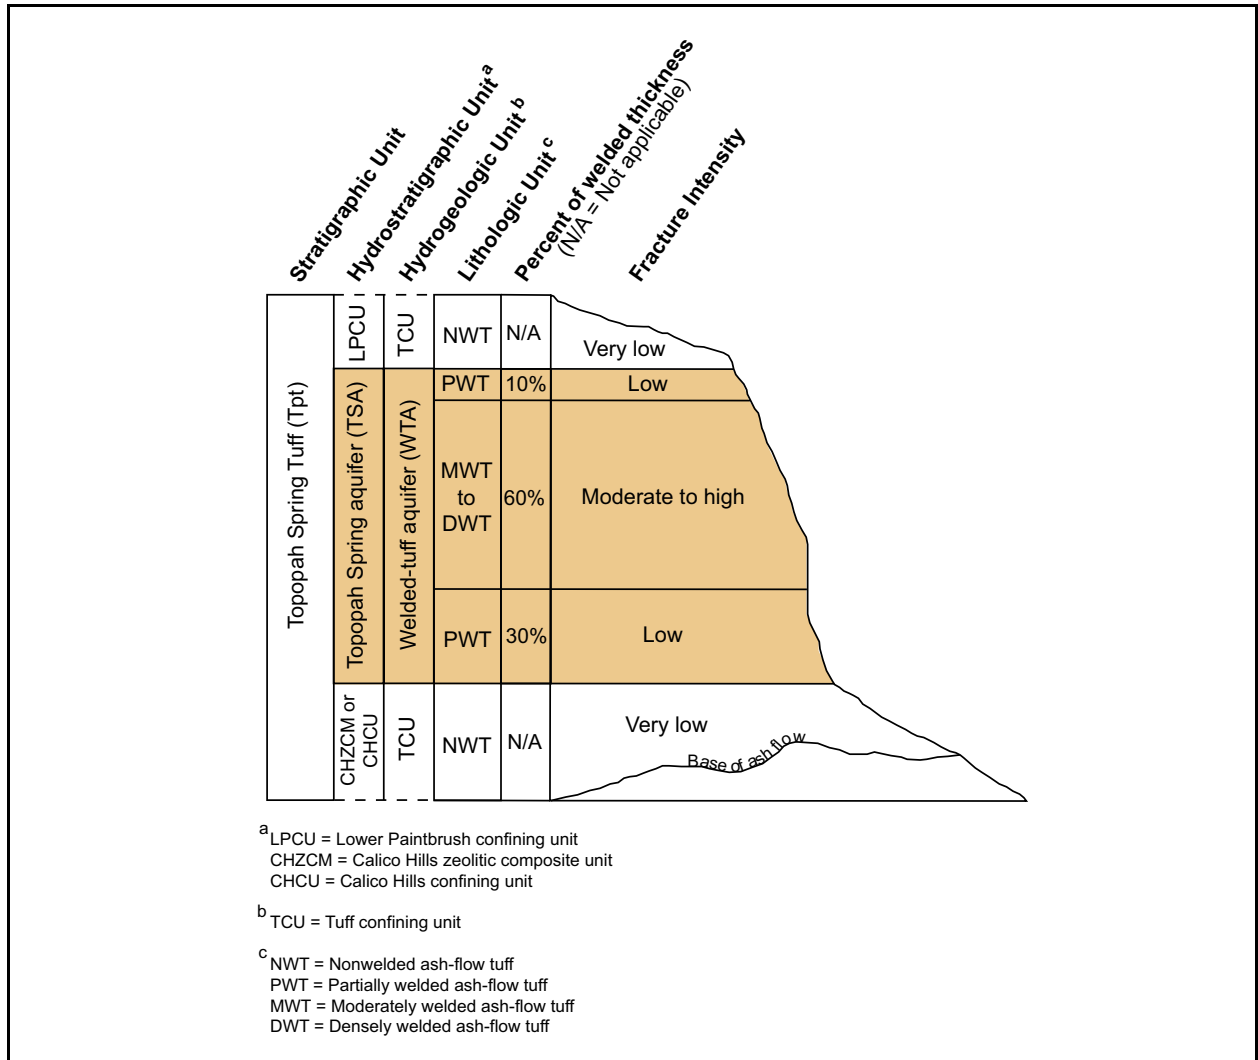 Stratigraphic Unit
Hydrostratigraphic Unit a
Hydrogeologic Unit b
Lithologic Unit c
Percent of welded thickness
(N/A = Not applicable)
Fracture Intensity
Topopah Spring Tuff (Tpt)
LPCU
TCU
NWT
N/A
Very low
Topopah Spring aquifer (TSA)
Welded-tuff aquifer (WTA)
PWT
10%
Low
MWT
to
DWT
60%
Moderate to high
PWT
30%
Low
CHZCM or
CHCU
TCU
NWT
N/A
Very low
Base of ash flow
a LPCU = Lower Paintbrush confining unit
CHZCM = Calico Hills zeolitic composite unit
CHCU = Calico Hills confining unit
b TCU = Tuff confining unit
c NWT = Nonwelded ash-flow tuff
PWT = Partially welded ash-flow tuff
MWT = Moderately welded ash-flow tuff
DWT = Densely welded ash-flow tuff